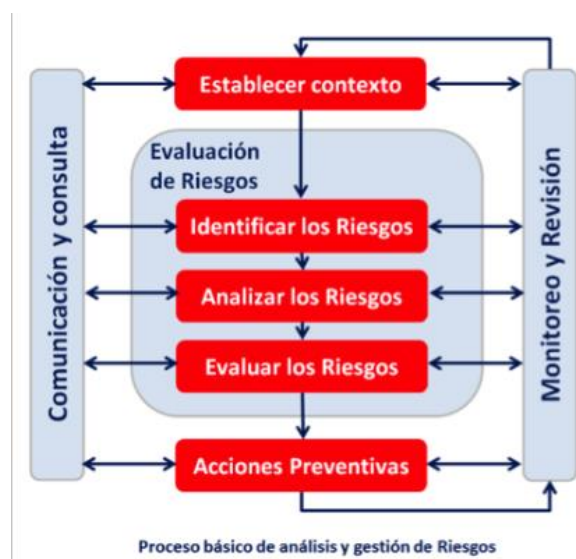 Establecer contexto
Evaluación
de Riesgos
Identificar los Riesgos
Analizar los Riesgos
Evaluar los Riesgos
Acciones Preventivas
Comunicación y consulta
Monitoreo y Revisión
Proceso básico de análisis y gestión de Riesgos